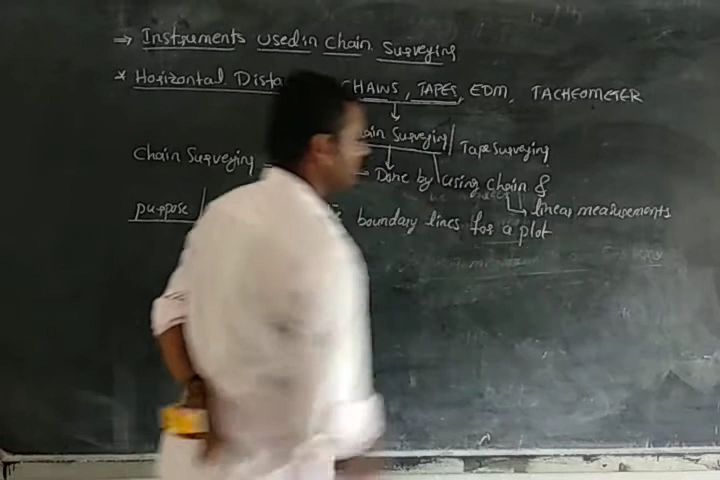 ⇒ Instruments used in chain surveying
* Horizontal Dista CHAINS, TAPES, EDM, TACHEOMETER
ain surveying / Tape surveying
chain surveying → Done by using chain &
linear measurements
purpose / boundary lines for a plot